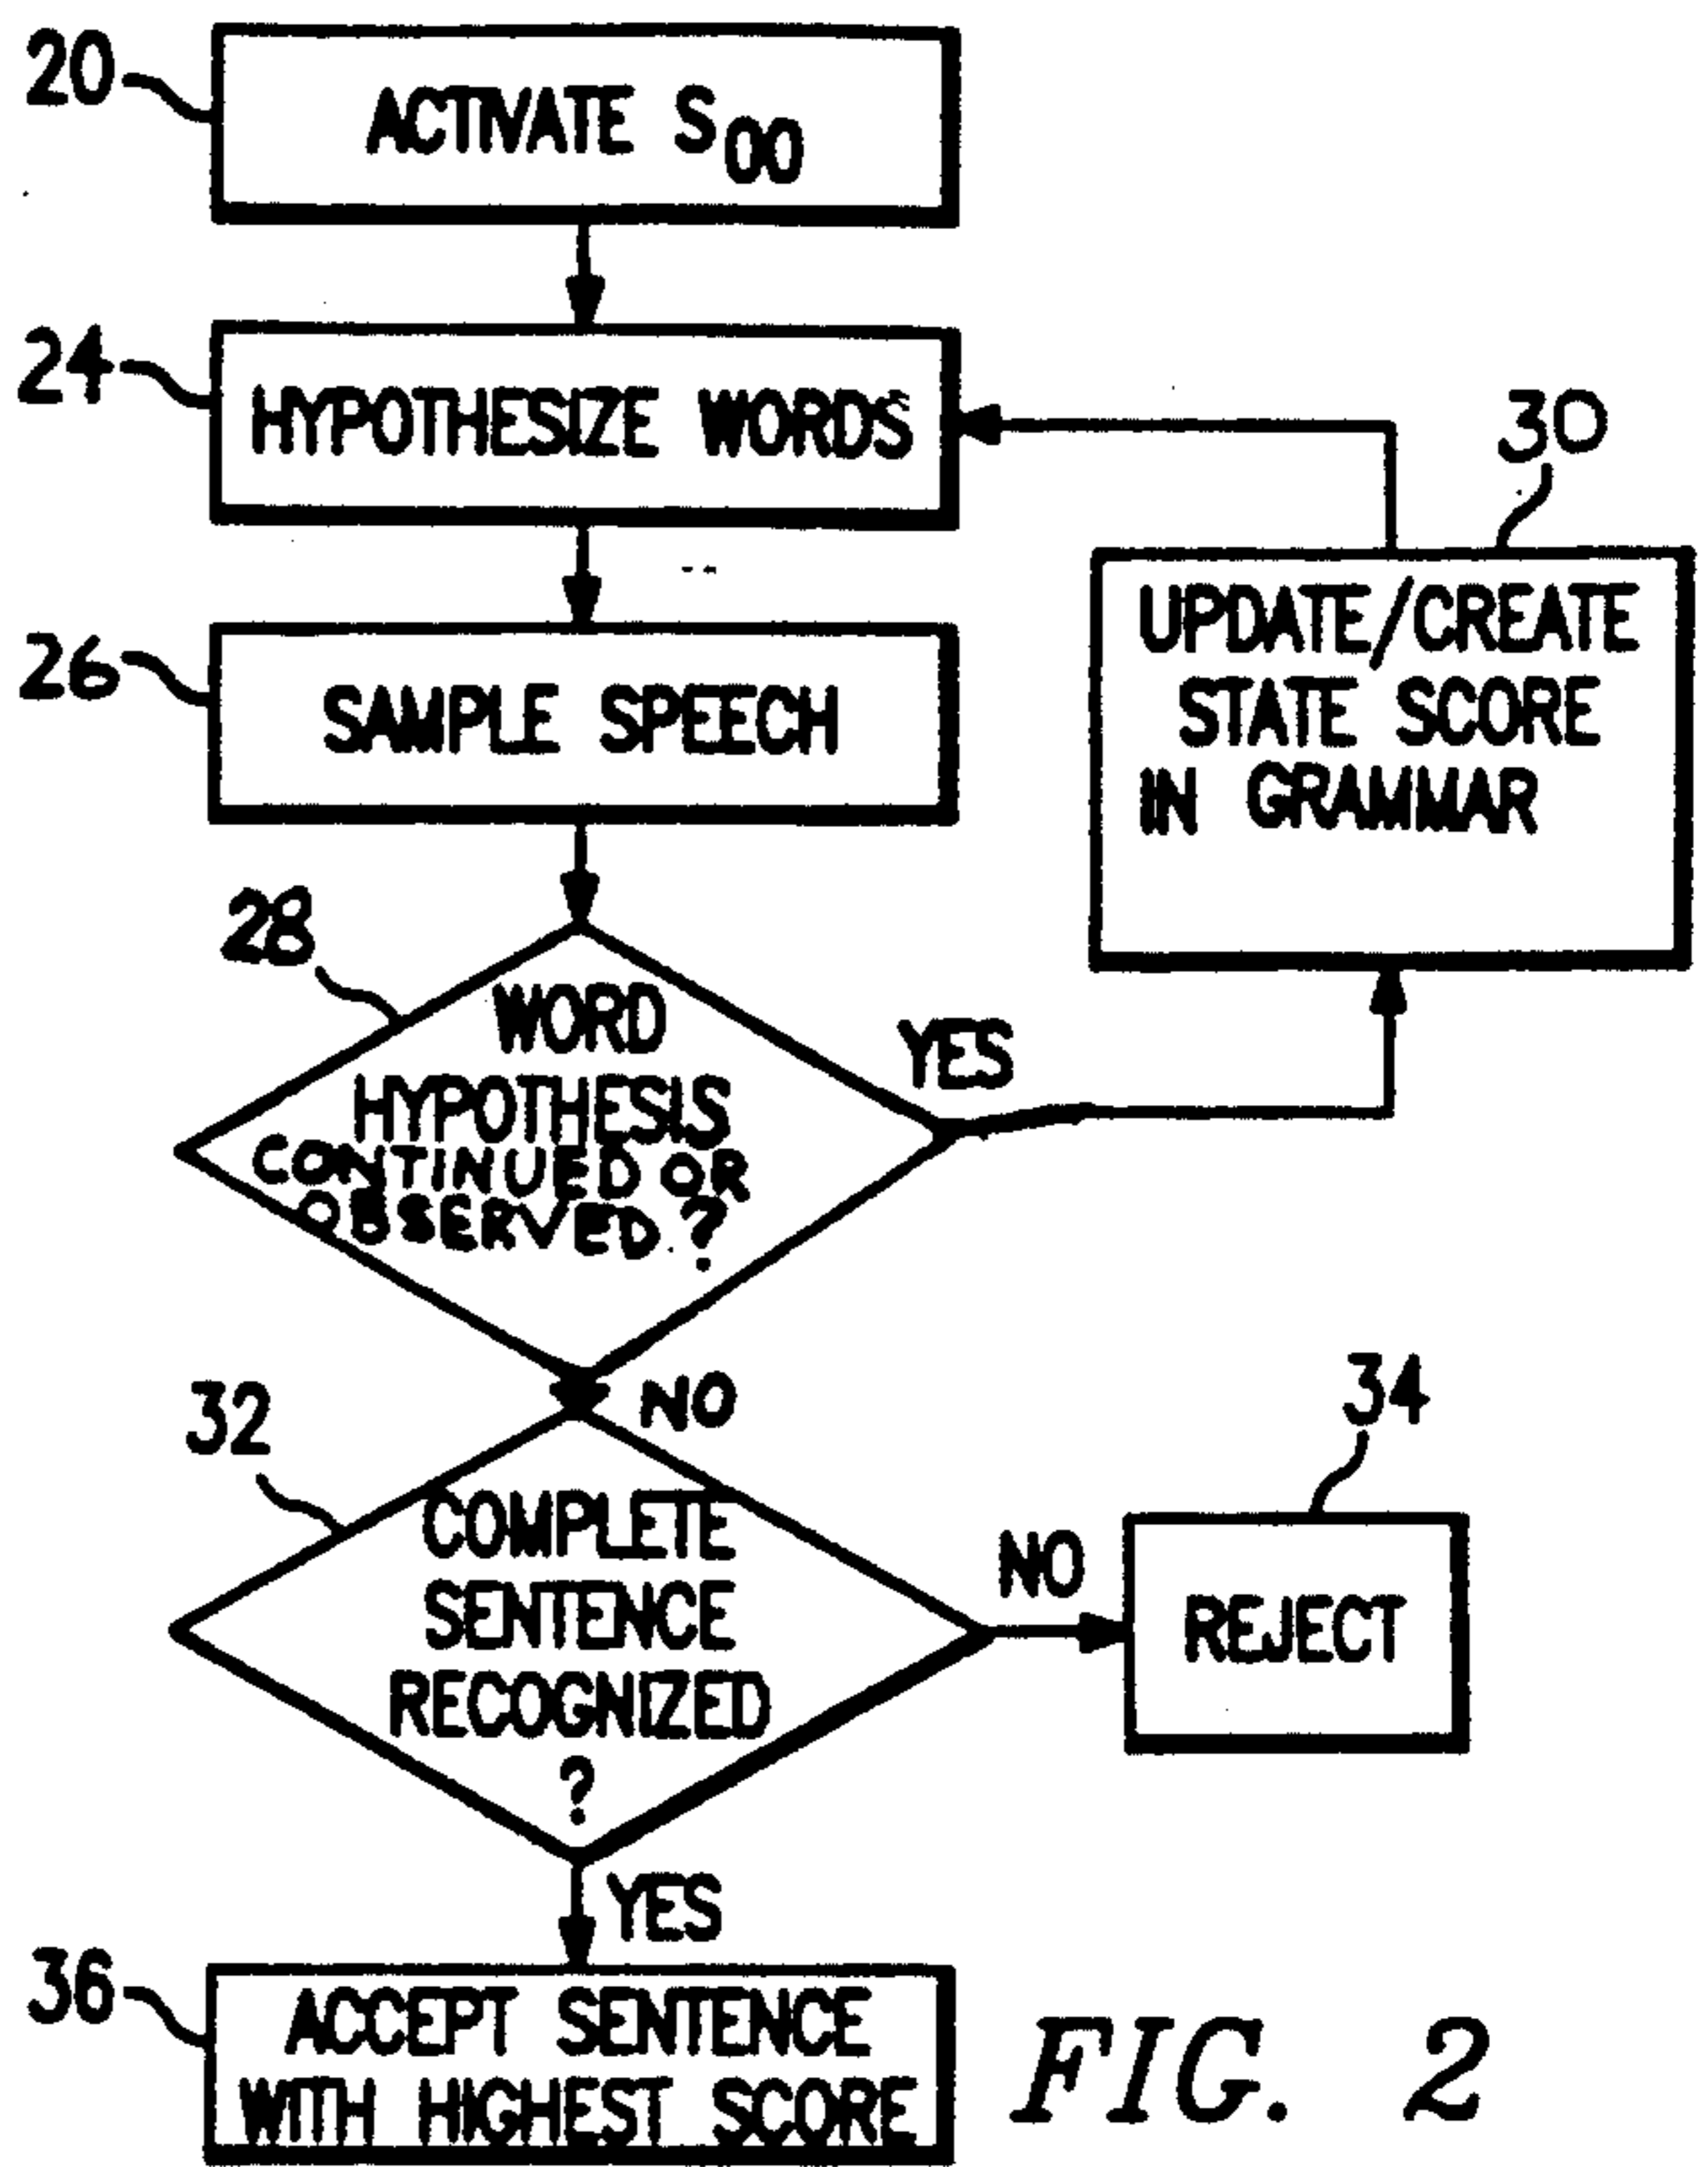 20
ACTIVATE S00
24
HYPOTHESIZE WORDS
30
26
SAMPLE SPEECH
UPDATE/CREATE
STATE SCORE
IN GRAMMAR
28
WORD
HYPOTHESIS
CONTINUED OR
OBSERVED.?
YES
NO
32
COMPLETE
SENTENCE
RECOGNIZED
?
NO
34
REJECT
YES
36
ACCEPT SENTENCE
WITH HIGHEST SCORE
FIG. 2